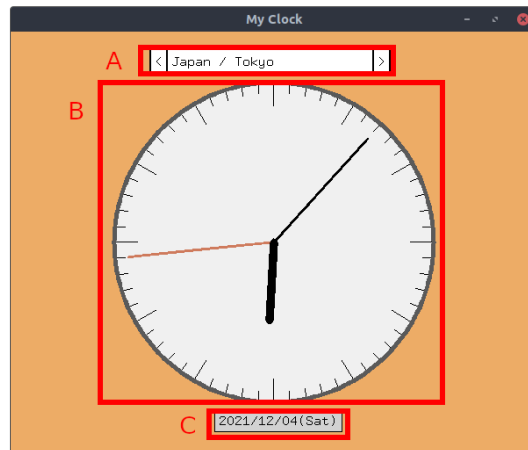 My Clock
A
< Japan / Tokyo >
B
C
2021/12/04(Sat)